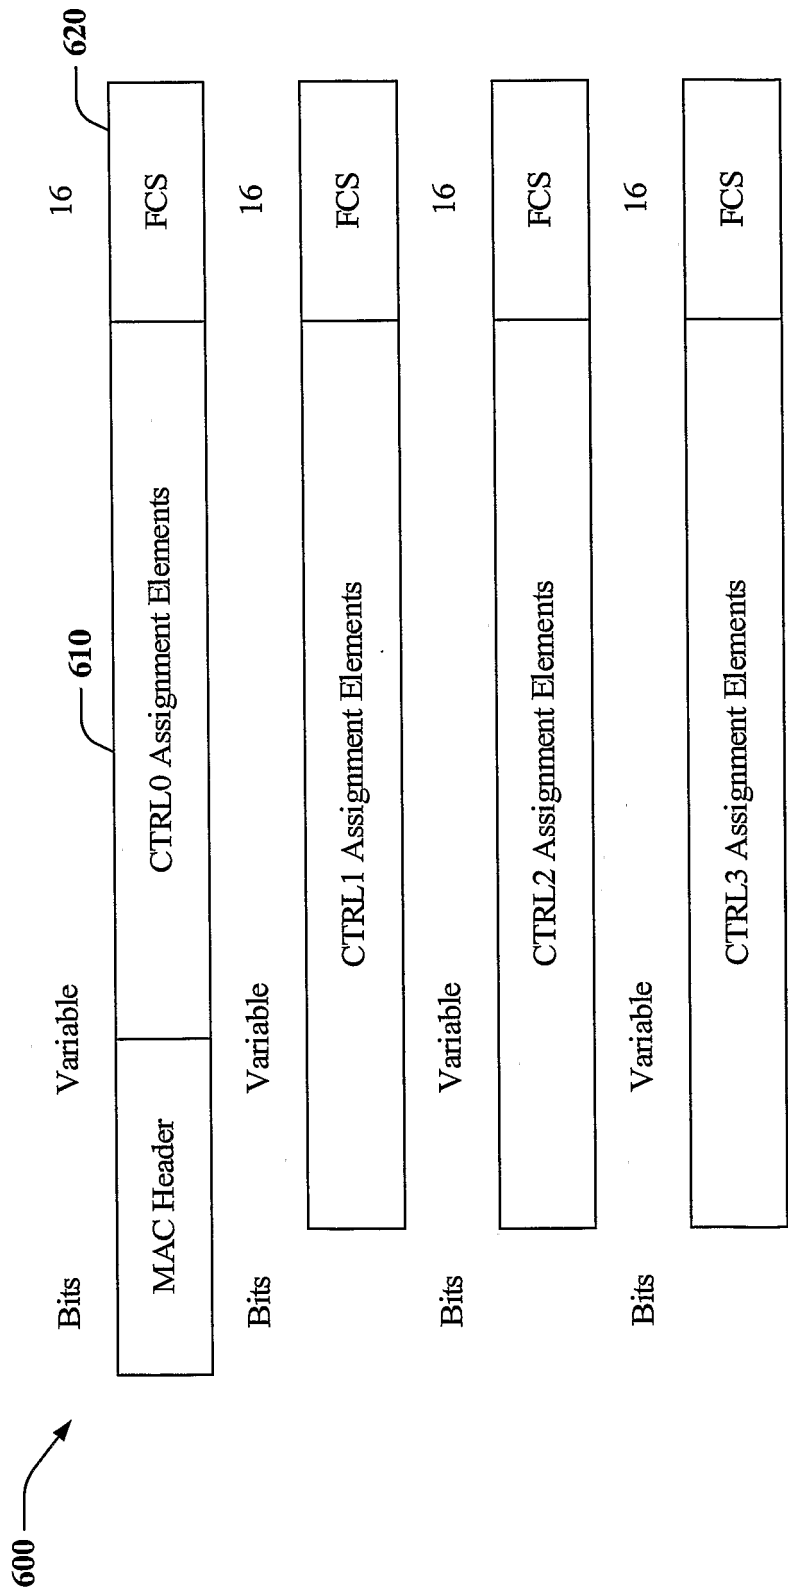 600
Bits Variable 16
620
MAC Header CTRL0 Assignment Elements FCS
610
Bits Variable 16
CTRL1 Assignment Elements FCS
Bits Variable 16
CTRL2 Assignment Elements FCS
Bits Variable 16
CTRL3 Assignment Elements FCS